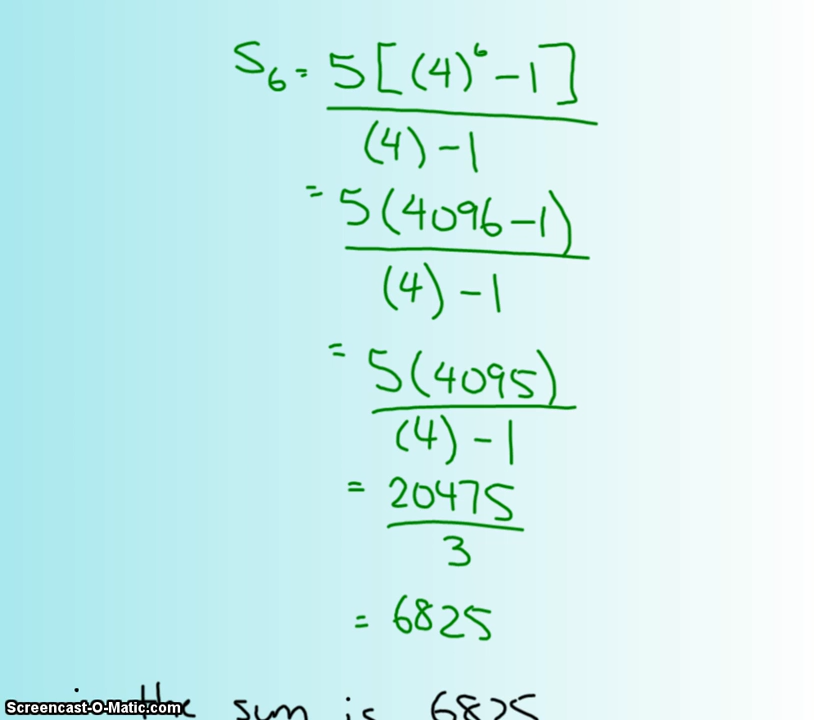 S₆ = 5[(4)⁶ - 1]
(4) - 1
= 5(4096 - 1)
(4) - 1
= 5(4095)
(4) - 1
= 20475
3
= 6825
the sum is 6825
Screencast-O-Matic.com